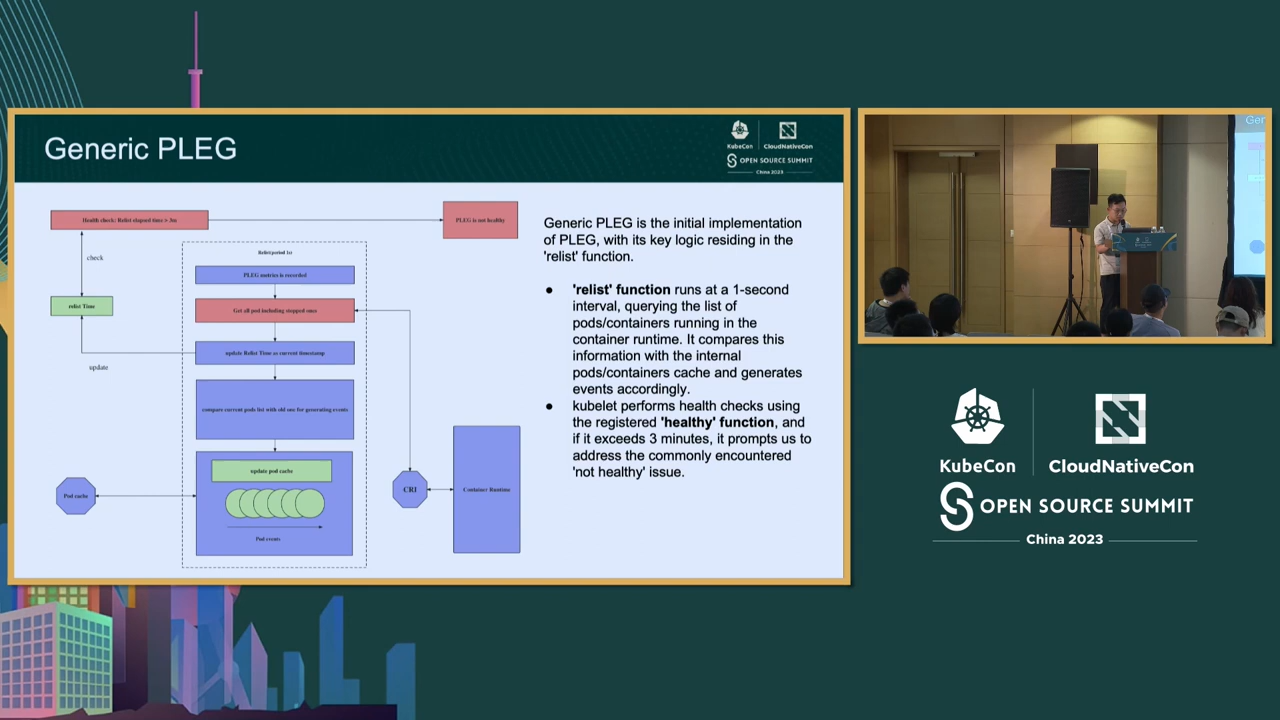 Generic PLEG
KubeCon
CloudNativeCon
OPEN SOURCE SUMMIT
China 2023
Health check: Relist elapsed time > 3m
PLEG is not healthy
check
Relist:period 1s
PLEG metrics is recorded
relist Time
Get all pod including stopped once
update Relist Time as current timestamp
update
compare current pods list with old one for generating events
update pod cache
Pod cache
Pod events
CRI
Container Runtime
Generic PLEG is the initial implementation
of PLEG, with its key logic residing in the
'relist' function.
● 'relist' function runs at a 1-second
interval, querying the list of
pods/containers running in the
container runtime. It compares this
information with the internal
pods/containers cache and generates
events accordingly.
● kubelet performs health checks using
the registered 'healthy' function, and
if it exceeds 3 minutes, it prompts us to
address the commonly encountered
'not healthy' issue.
Ger
KubeCon
CloudNativeCon
OPEN SOURCE SUMMIT
China 2023